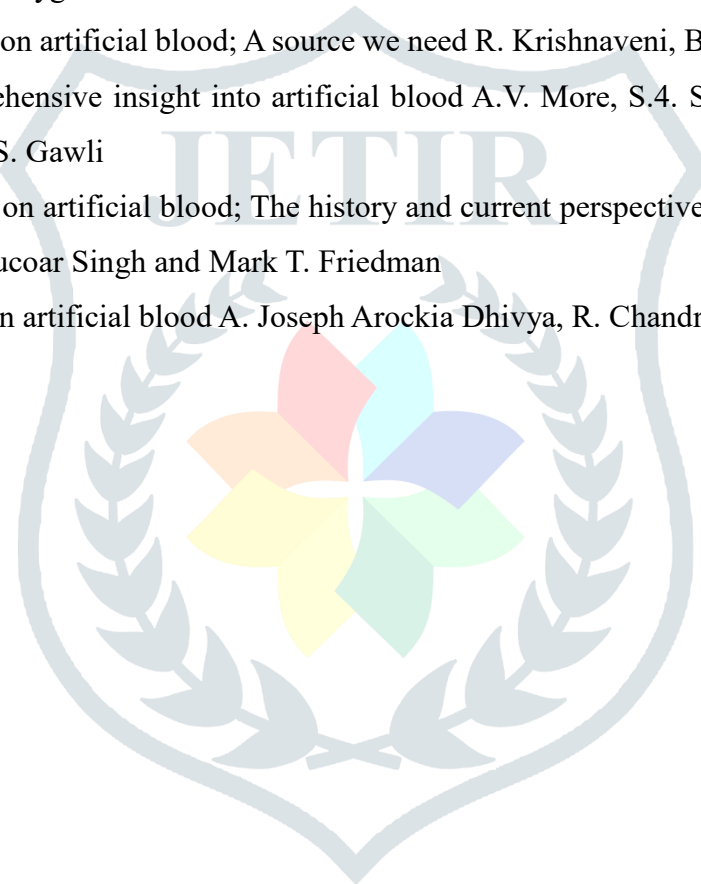 on artificial blood; A source we need R. Krishnaveni, B
ehensive insight into artificial blood A.V. More, S.4. S
S. Gawli
JETIR
on artificial blood; The history and current perspective
ucoar Singh and Mark T. Friedman
n artificial blood A. Joseph Arockia Dhivya, R. Chandr